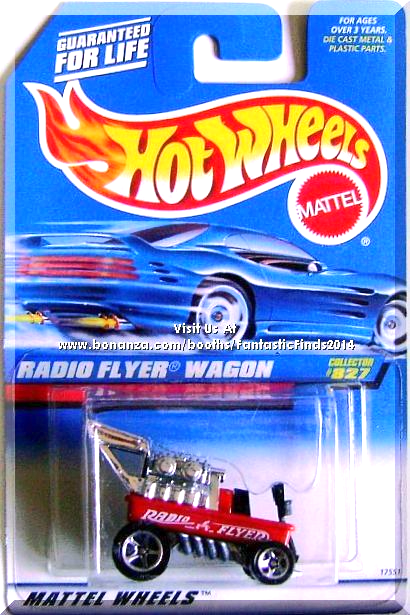 GUARANTEED
FOR LIFE
FOR AGES
OVER 3 YEARS.
DIE CAST METAL &
PLASTIC PARTS.
Hot Wheels
MATTEL
®
Visit Us At
www.bonanza.com/booths/FantasticFinds2014
RADIO FLYER® WAGON
COLLECTOR
#827
RADIO FLYER
17551
MATTEL WHEELS™